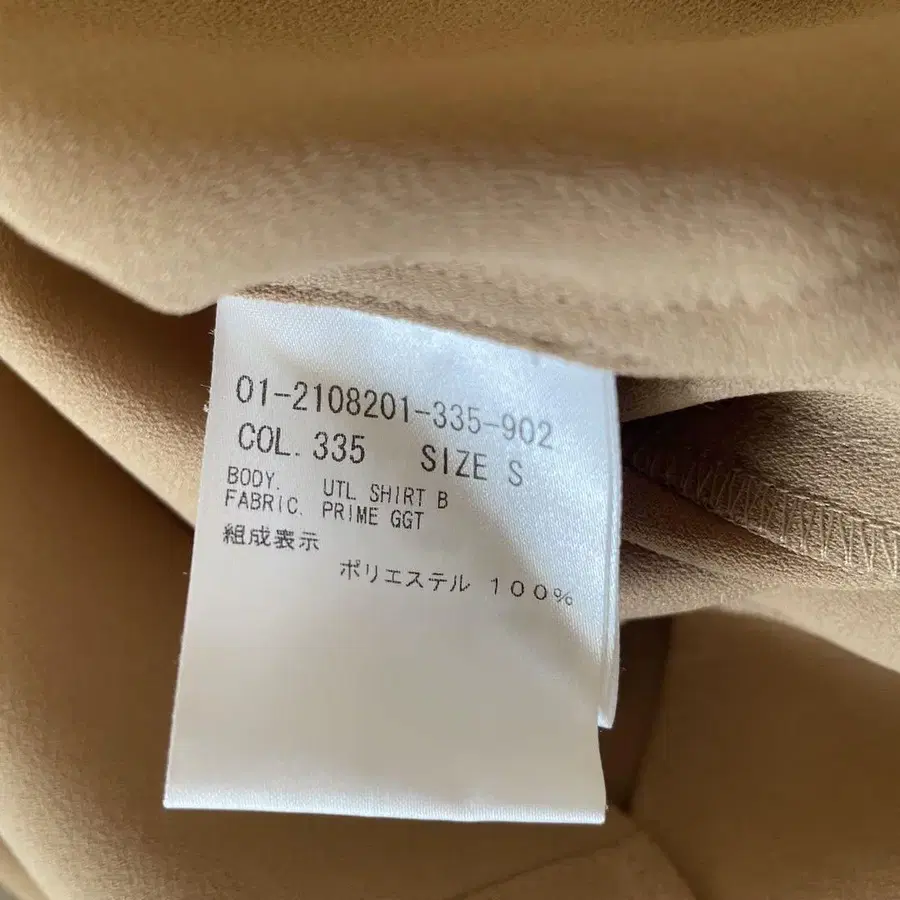 01-2108201-335-902
COL. 335 SIZE S
BODY. UTL SHIRT B
FABRIC. PRIME GGT
組成表示
ポリエステル 100%